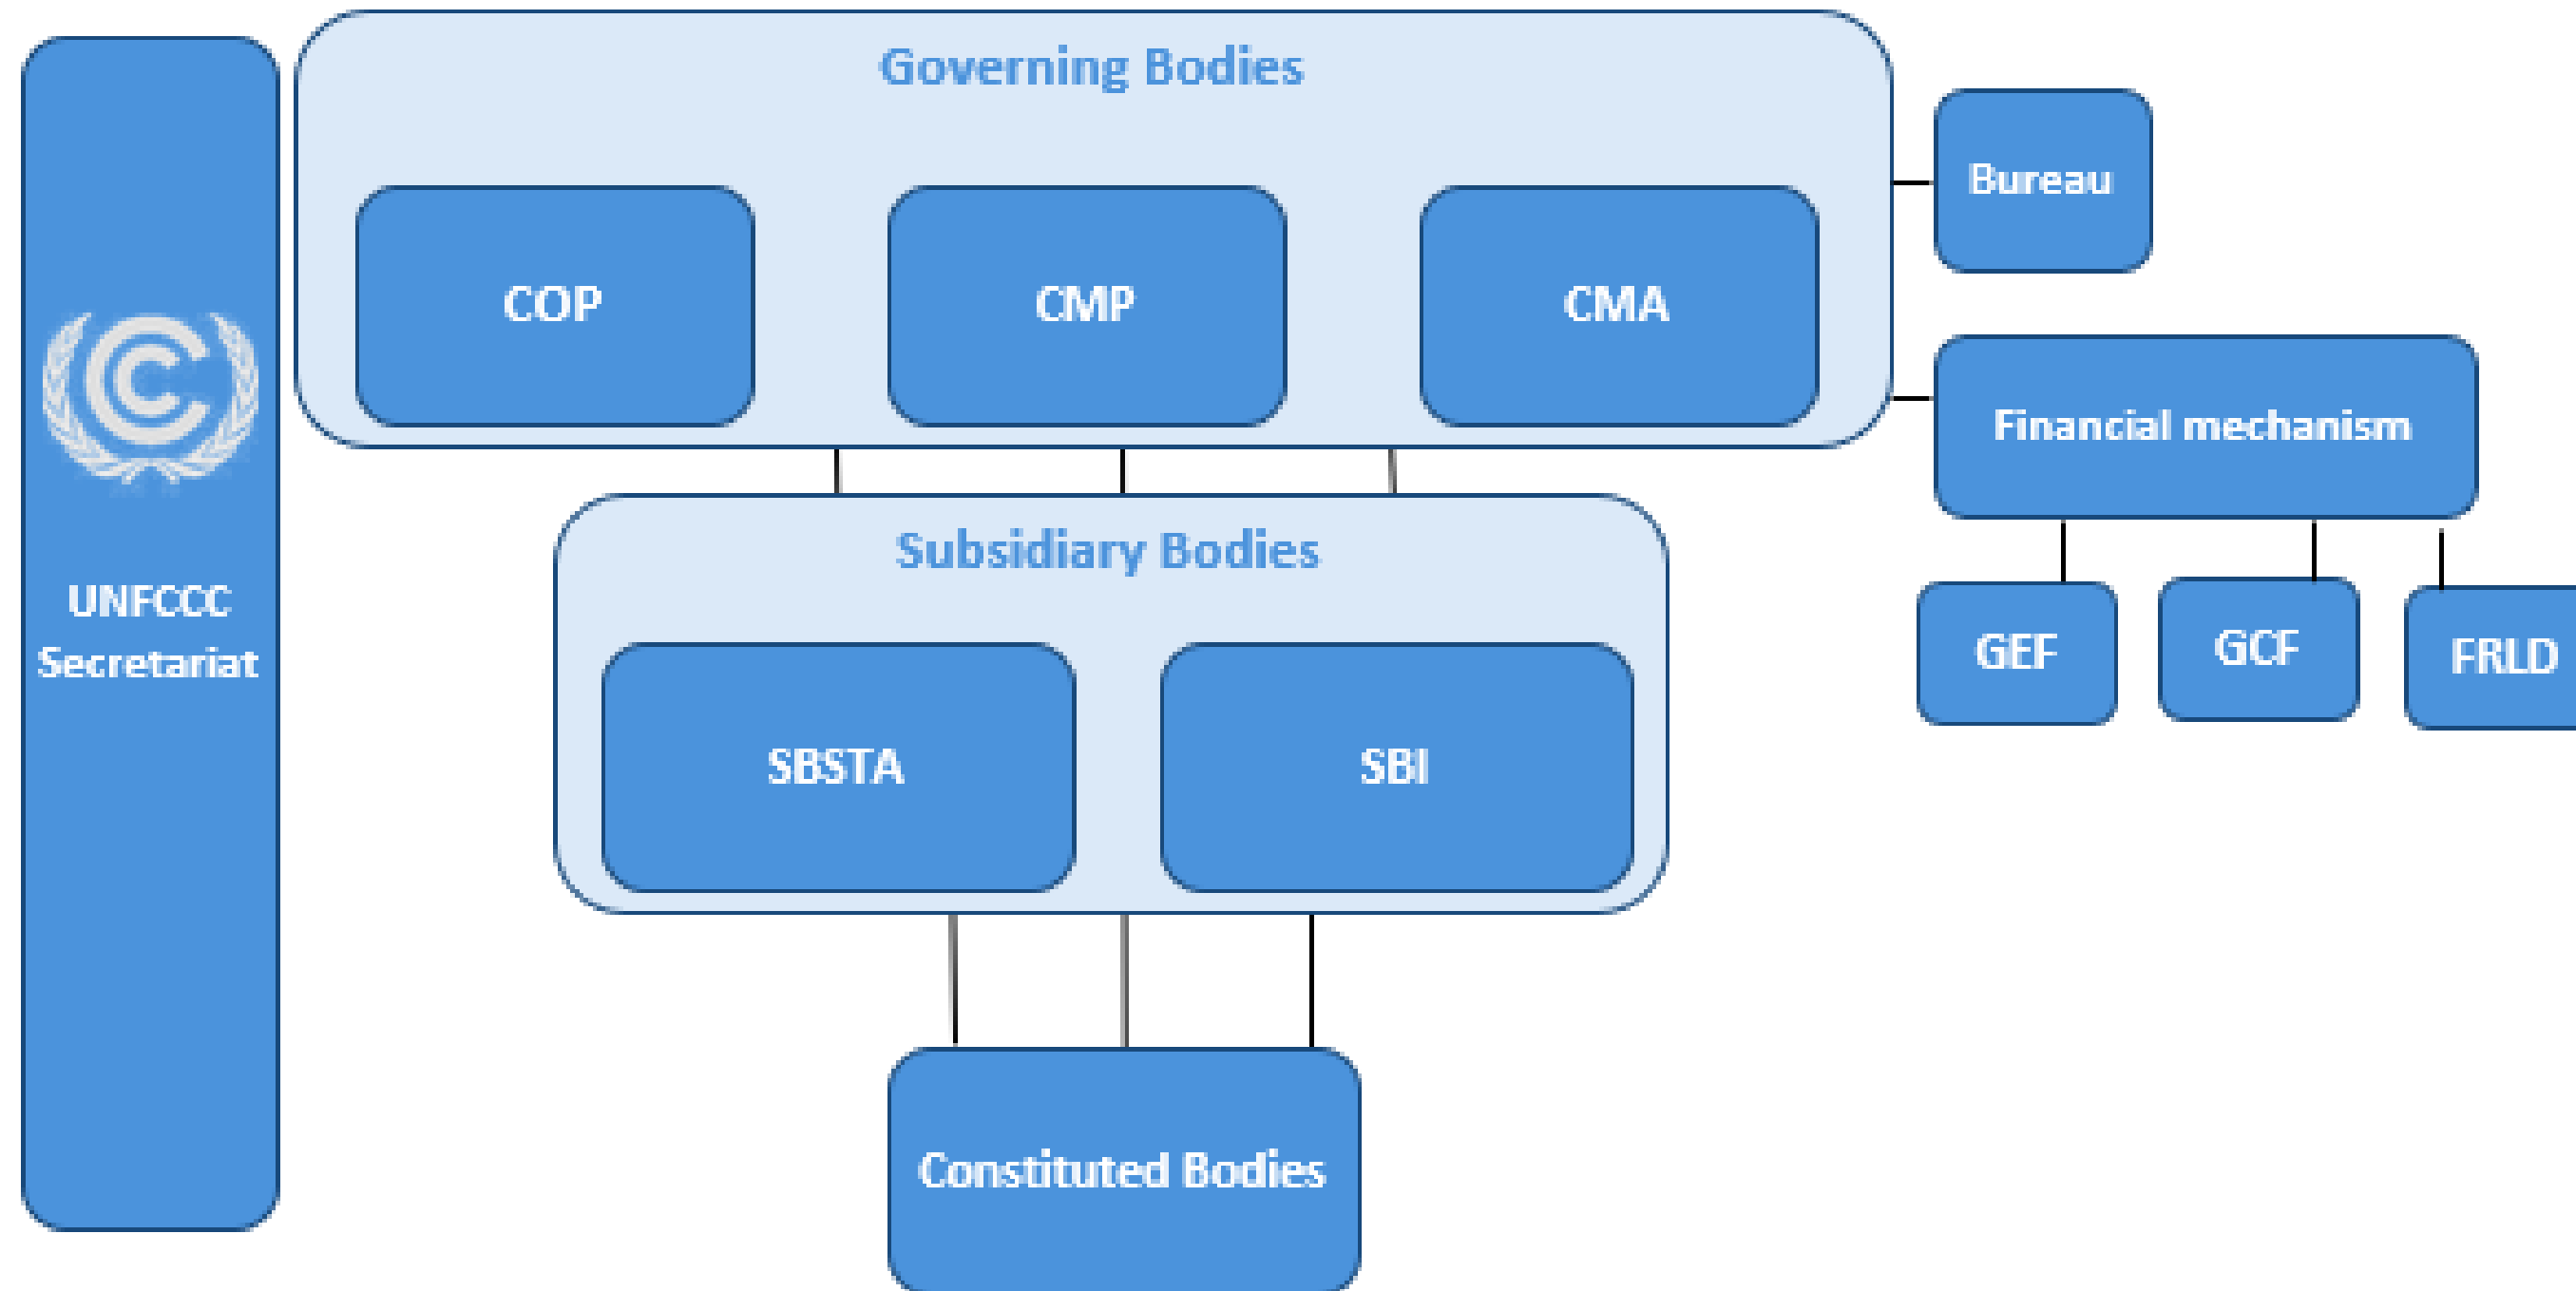 UNFCCC
Secretariat
Governing Bodies
COP
CMP
CMA
Bureau
Financial mechanism
GEF
GCF
FRLD
Subsidiary Bodies
SBSTA
SBI
Constituted Bodies